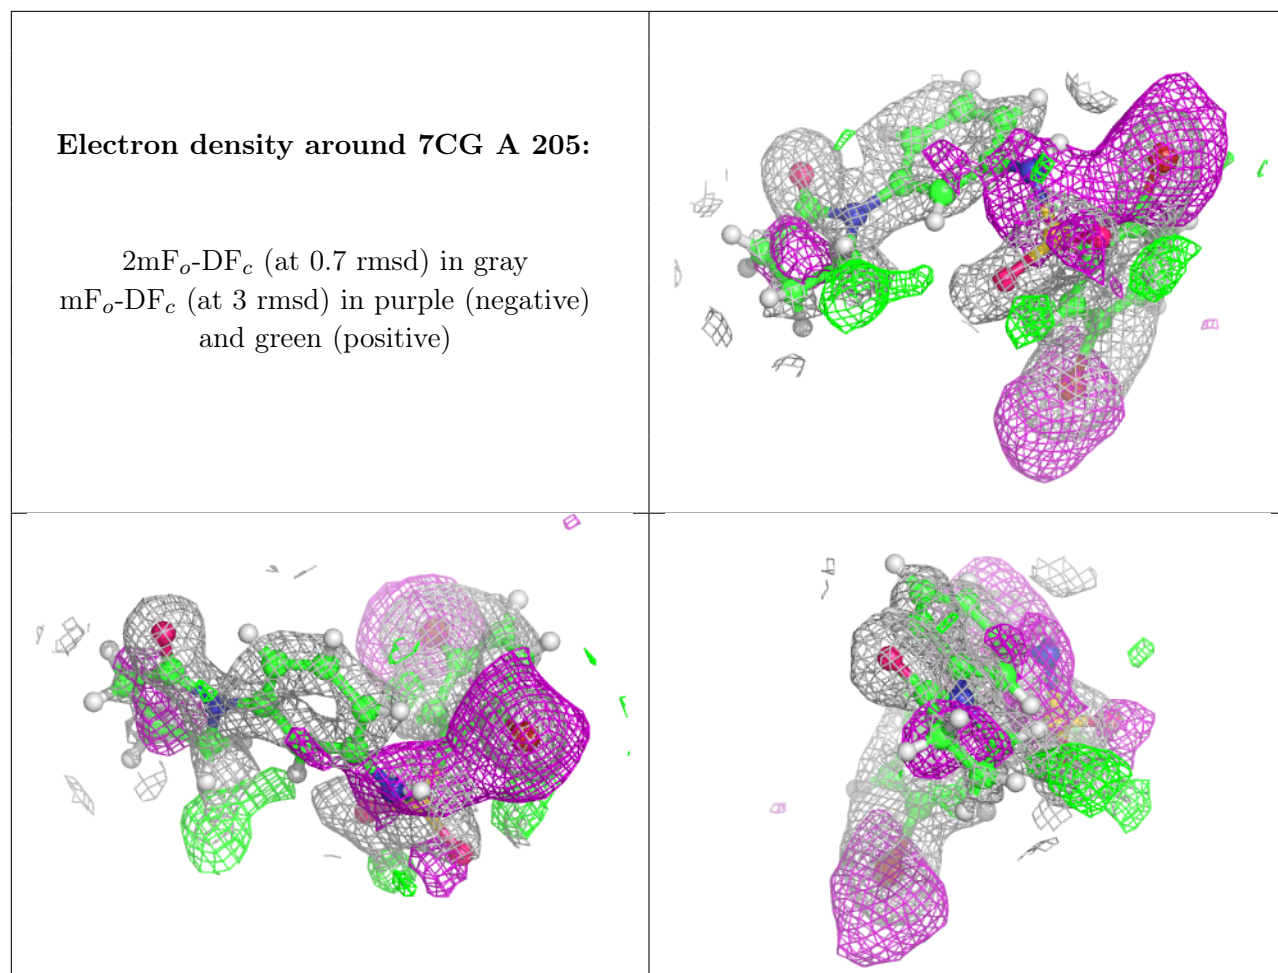 Electron density around 7CG A 205:
2mFo-DFc (at 0.7 rmsd) in gray
mFo-DFc (at 3 rmsd) in purple (negative)
and green (positive)